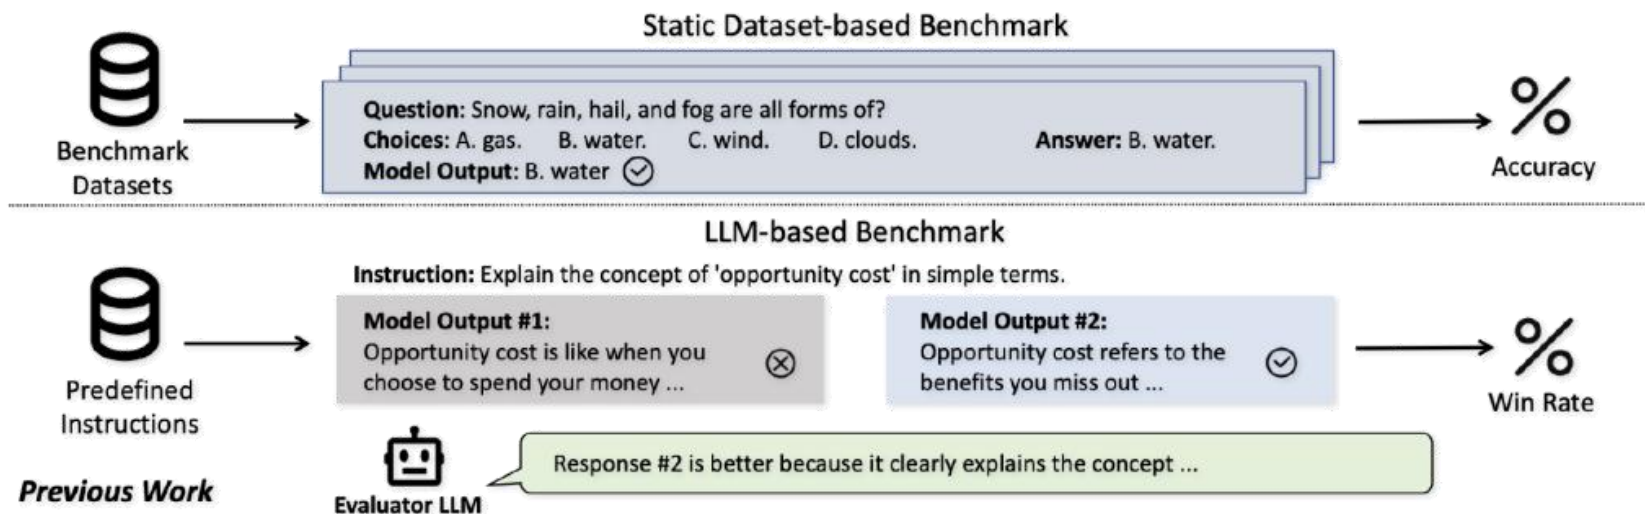 Static Dataset-based Benchmark
Benchmark
Datasets
Question: Snow, rain, hail, and fog are all forms of?
Choices: A. gas. B. water. C. wind. D. clouds. Answer: B. water.
Model Output: B. water
%
Accuracy
LLM-based Benchmark
Predefined
Instructions
Instruction: Explain the concept of 'opportunity cost' in simple terms.
Model Output #1:
Opportunity cost is like when you
choose to spend your money ...
Model Output #2:
Opportunity cost refers to the
benefits you miss out ...
%
Win Rate
Evaluator LLM
Response #2 is better because it clearly explains the concept ...
Previous Work